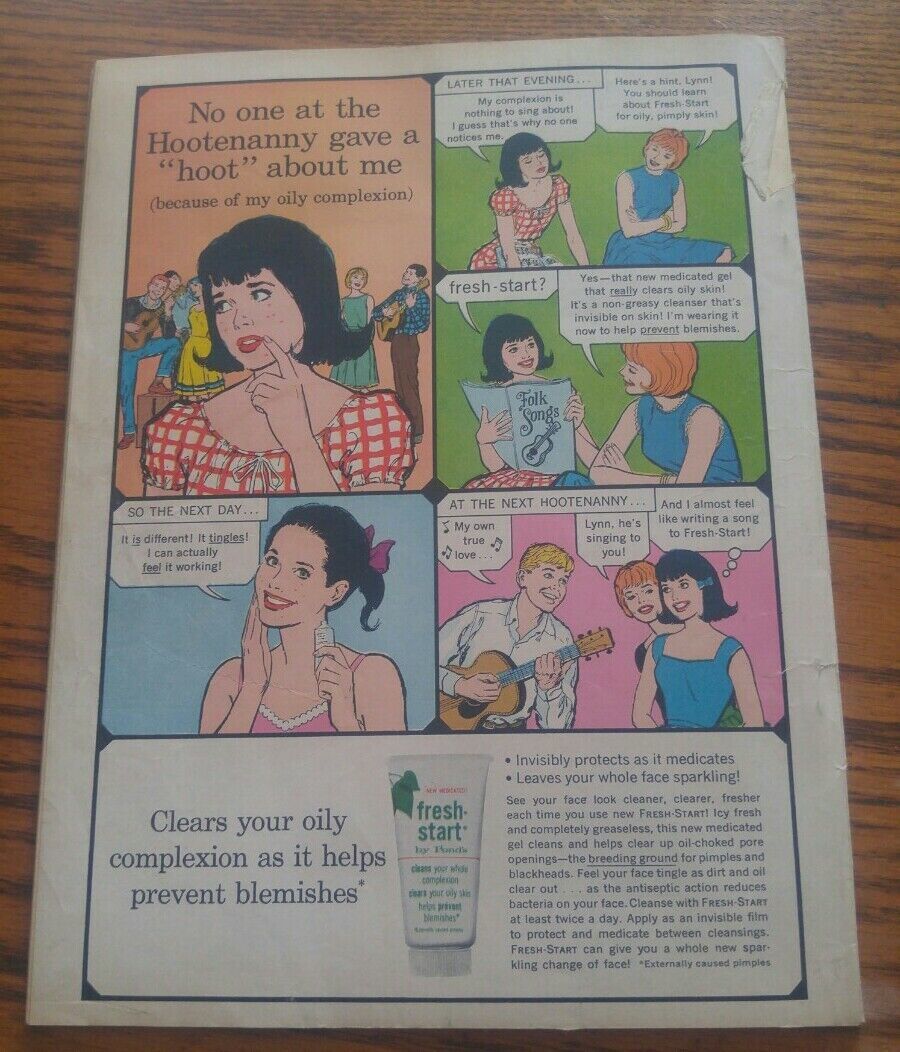 No one at the
Hootenanny gave a
“hoot” about me
(because of my oily complexion)
LATER THAT EVENING...
My complexion is
nothing to sing about!
I guess that's why no one
notices me.
Here's a hint, Lynn!
You should learn
about Fresh-Start
for oily, pimply skin!
fresh-start?
Yes—that new medicated gel
that really clears oily skin!
It's a non-greasy cleanser that's
invisible on skin! I'm wearing it
now to help prevent blemishes.
Folk
Songs
SO THE NEXT DAY...
It is different! It tingles!
I can actually
feel it working!
AT THE NEXT HOOTENANNY...
My own
true
love...
Lynn, he's
singing to
you!
And I almost feel
like writing a song
to Fresh-Start!
Clears your oily
complexion as it helps
prevent blemishes*
NEW MEDICATED!
fresh-
start*
by Pond's
cleans your whole
complexion
clears your oily skin
helps prevent
blemishes*
• Invisibly protects as it medicates
• Leaves your whole face sparkling!
See your face look cleaner, clearer, fresher
each time you use new FRESH-START! Icy fresh
and completely greaseless, this new medicated
gel cleans and helps clear up oil-choked pore
openings—the breeding ground for pimples and
blackheads. Feel your face tingle as dirt and oil
clear out . . . as the antiseptic action reduces
bacteria on your face. Cleanse with FRESH-START
at least twice a day. Apply as an invisible film
to protect and medicate between cleansings.
FRESH-START can give you a whole new spar-
kling change of face! *Externally caused pimples